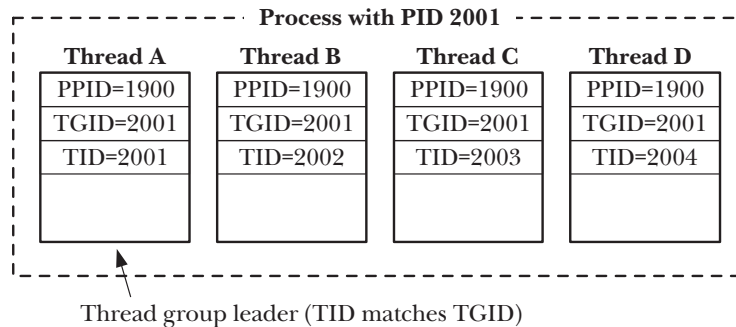 Process with PID 2001
Thread A Thread B Thread C Thread D
PPID=1900 PPID=1900 PPID=1900 PPID=1900
TGID=2001 TGID=2001 TGID=2001 TGID=2001
TID=2001 TID=2002 TID=2003 TID=2004
Thread group leader (TID matches TGID)